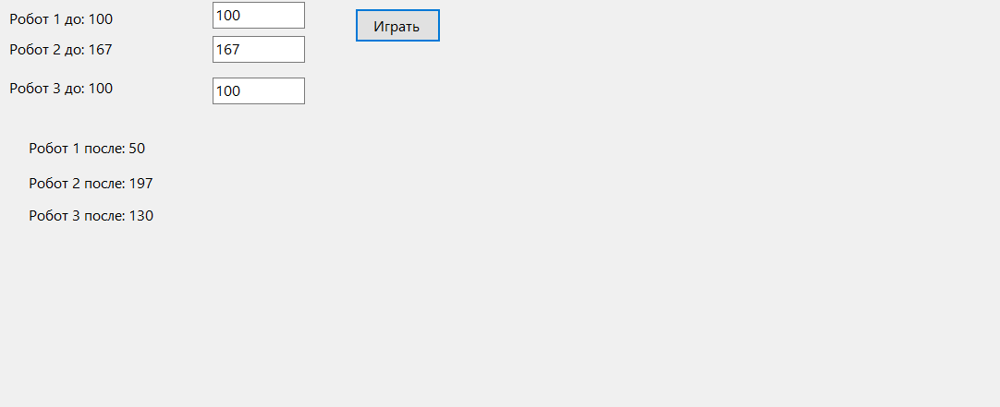 Робот 1 до: 100
100
Играть
Робот 2 до: 167
167
Робот 3 до: 100
100
Робот 1 после: 50
Робот 2 после: 197
Робот 3 после: 130